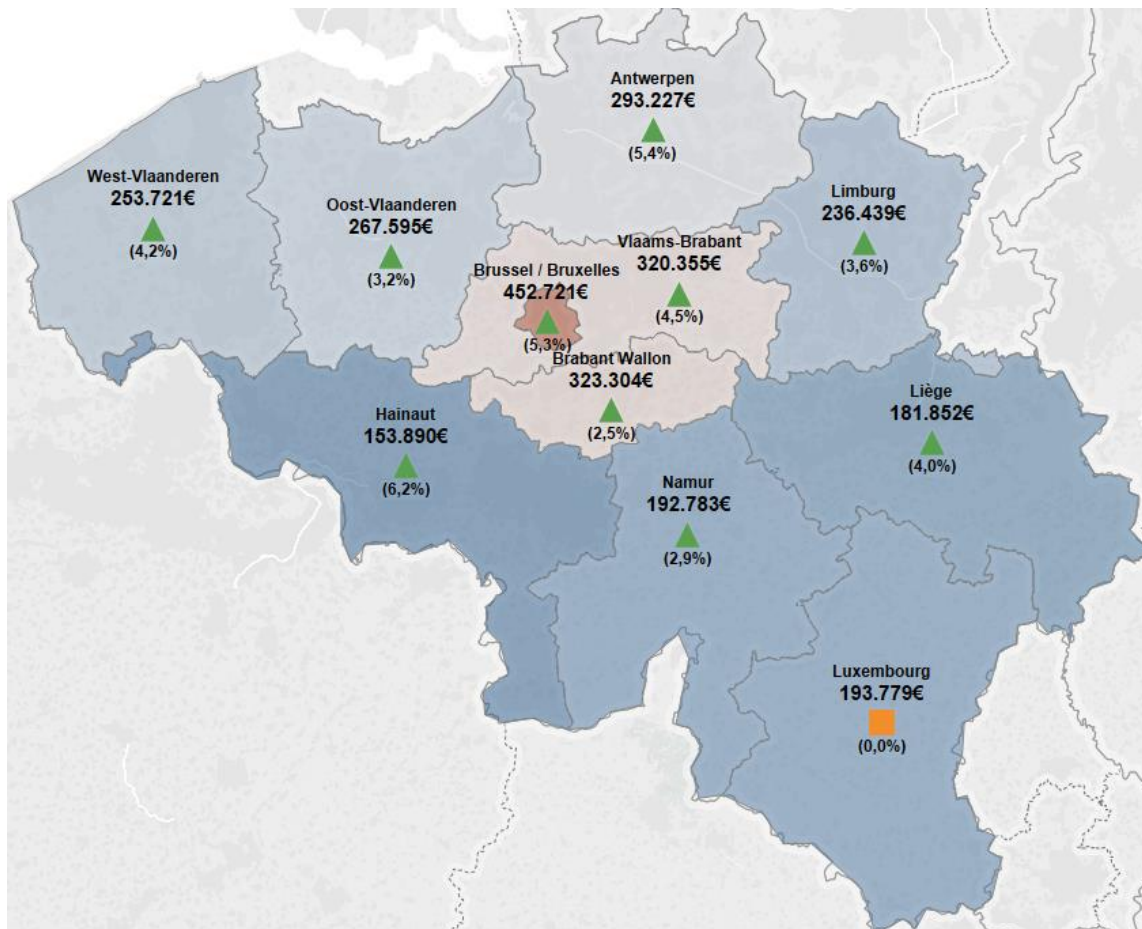 Antwerpen
293.227€
(5,4%)
West-Vlaanderen
253.721€
(4,2%)
Oost-Vlaanderen
267.595€
(3,2%)
Limburg
236.439€
(3,6%)
Vlaams-Brabant
320.355€
(4,5%)
Brussel / Bruxelles
452.721€
(5,3%)
Brabant Wallon
323.304€
(2,5%)
Hainaut
153.890€
(6,2%)
Liège
181.852€
(4,0%)
Namur
192.783€
(2,9%)
Luxembourg
193.779€
(0,0%)